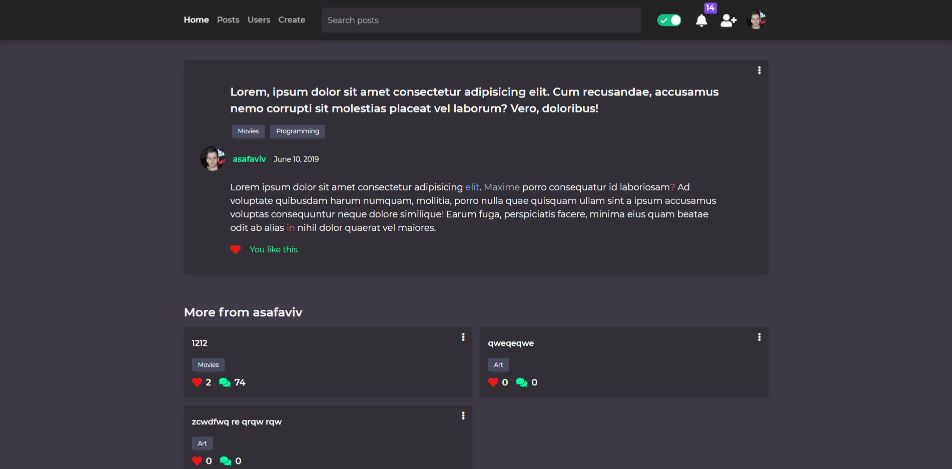 Home Posts Users Create Search posts 14
Lorem, ipsum dolor sit amet consectetur adipisicing elit. Cum recusandae, accusamus
nemo corrupti sit molestias placeat vel laborum? Vero, doloribus!
Movies Programming
asafaviv June 10, 2019
Lorem ipsum dolor sit amet consectetur adipisicing elit. Maxime porro consequatur id laboriosam? Ad
voluptate quibusdam harum numquam, mollitia, porro nulla quae quisquam ullam sint a ipsum accusamus
voluptas consequuntur neque dolore similique! Earum fuga, perspiciatis facere, minima eius quam beatae
odit ab alias in nihil dolor quaerat vel maiores.
You like this
More from asafaviv
1212
Movies
2 74
qweqeqwe
Art
0 0
zcwdfwq re qrqw rqw
Art
0 0